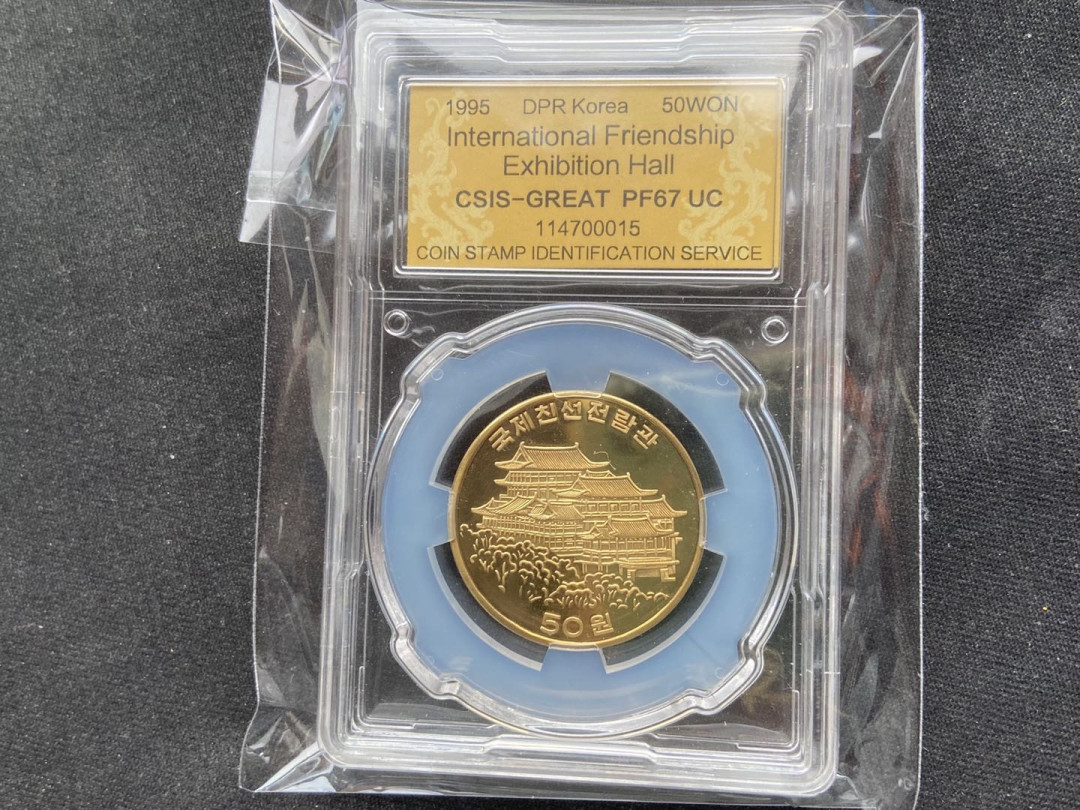 1995 DPR Korea 50WON
International Friendship
Exhibition Hall
CSIS-GREAT PF67 UC
114700015
COIN STAMP IDENTIFICATION SERVICE
국제친선전람관
50원